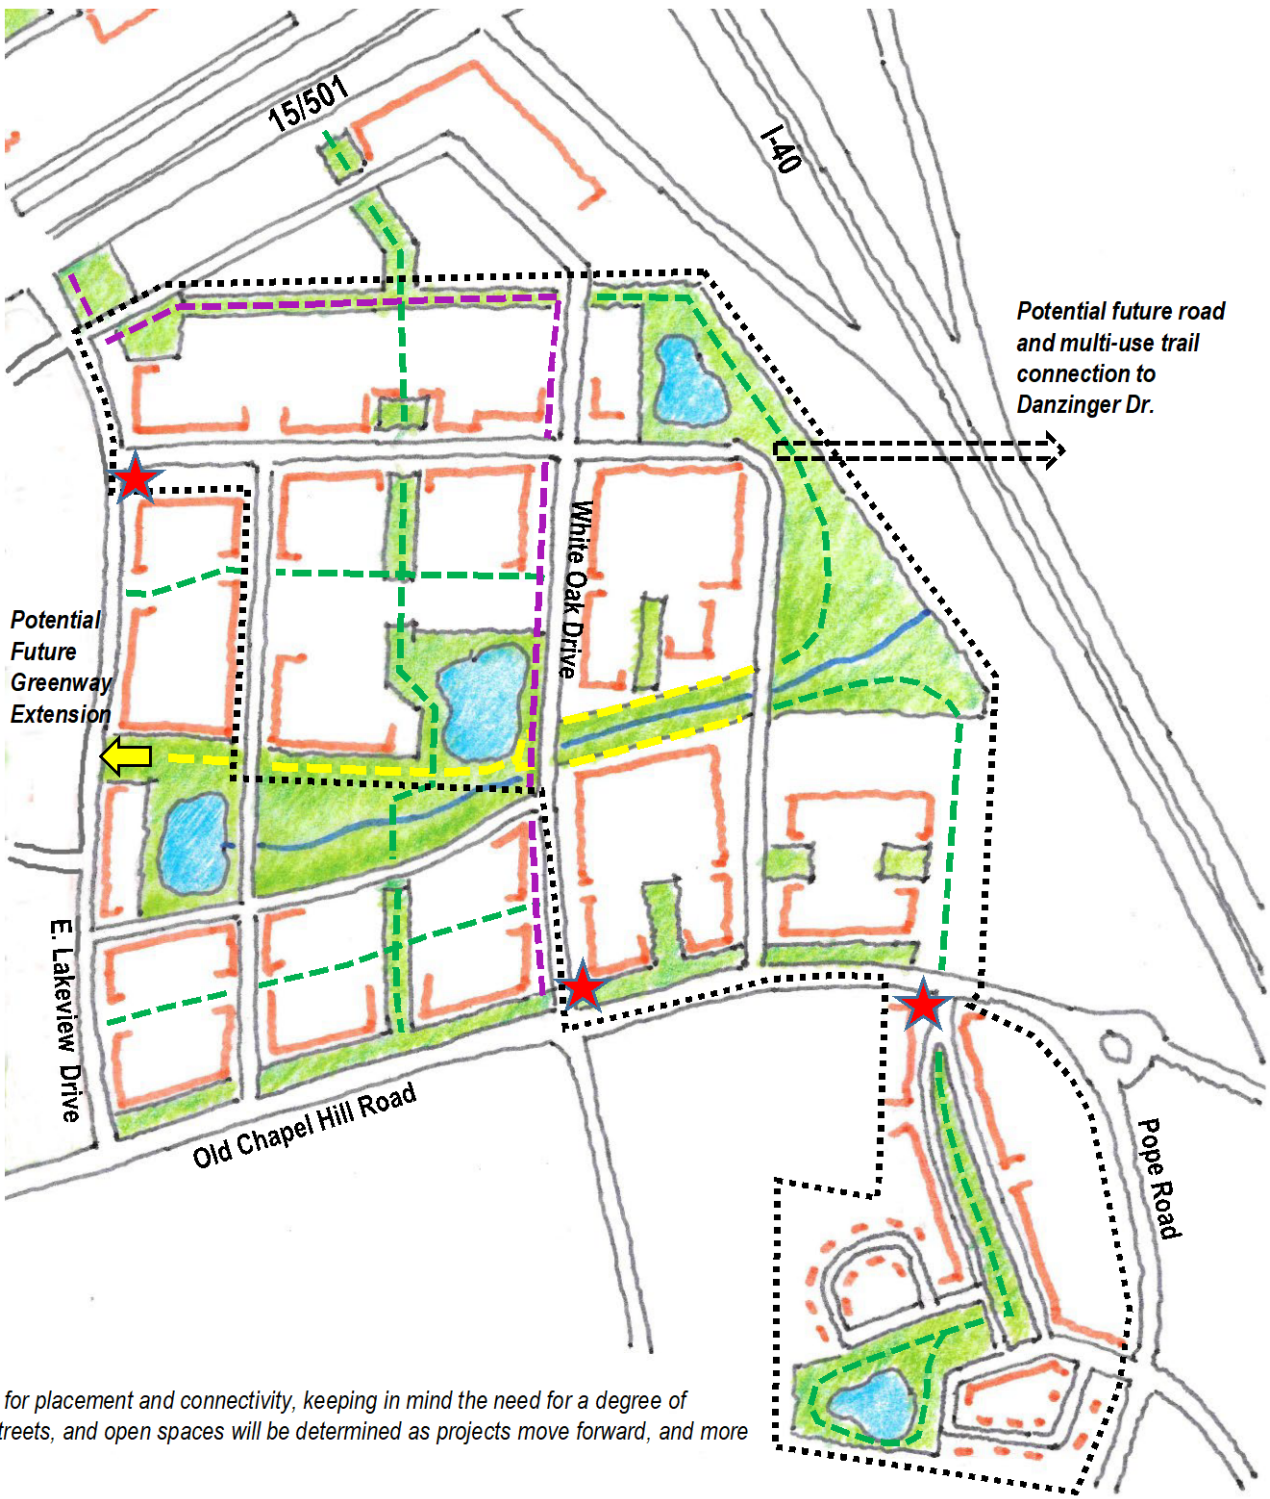 15/501
I-40
Potential future road
and multi-use trail
connection to
Danzinger Dr.
White Oak Drive
Potential
Future
Greenway
Extension
E. Lakeview Drive
Old Chapel Hill Road
Pope Road
for placement and connectivity, keeping in mind the need for a degree of
treets, and open spaces will be determined as projects move forward, and more